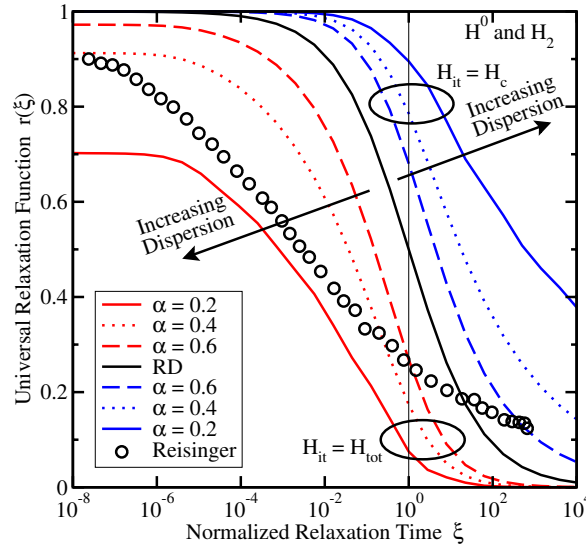 Universal Relaxation Function r(ξ)
1
0.8
0.6
0.4
0.2
0
H⁰ and H₂
H_it = H_c
Increasing
Dispersion
Increasing
Dispersion
α = 0.2
α = 0.4
α = 0.6
RD
α = 0.6
α = 0.4
α = 0.2
Reisinger
H_it = H_tot
10⁻⁸ 10⁻⁶ 10⁻⁴ 10⁻² 10⁰ 10² 10⁴
Normalized Relaxation Time ξ